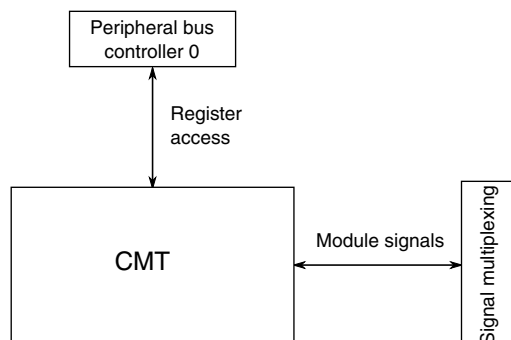 Peripheral bus
controller 0
Register
access
CMT
Module signals
Signal multiplexing